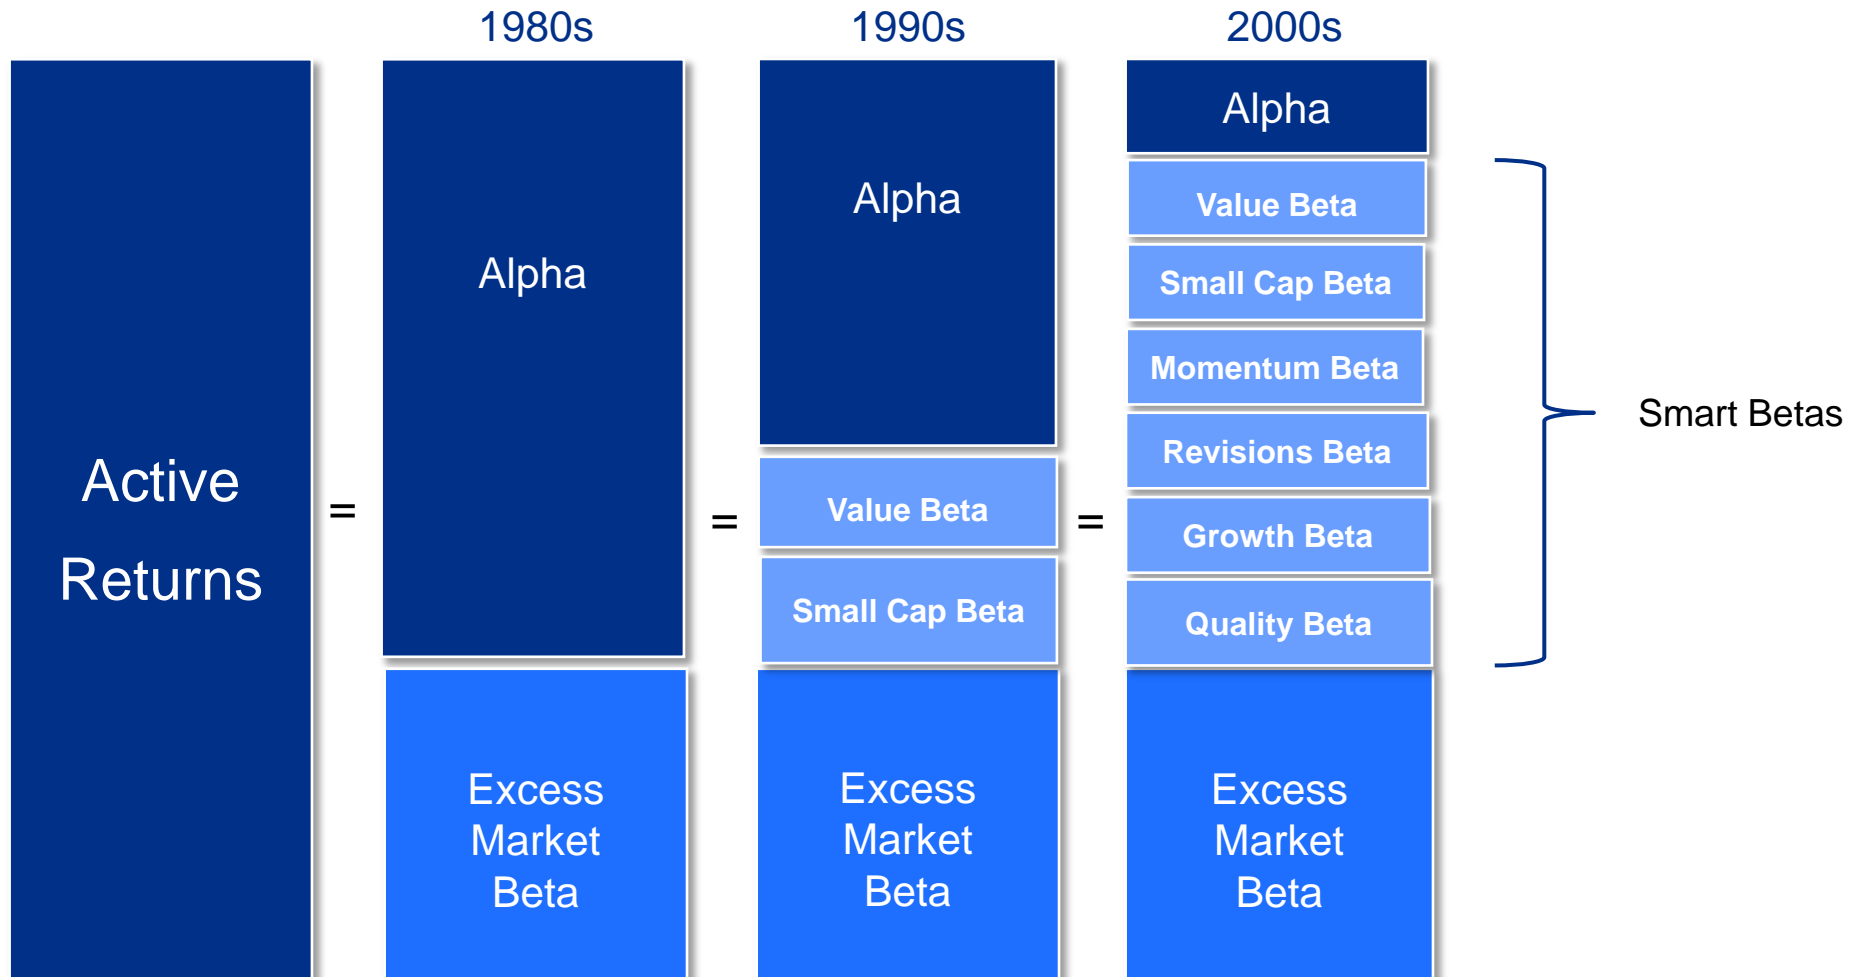 1980s
1990s
2000s
Active
Returns
=
Alpha
Excess
Market
Beta
=
Alpha
Value Beta
Small Cap Beta
Excess
Market
Beta
=
Alpha
Value Beta
Small Cap Beta
Momentum Beta
Revisions Beta
Growth Beta
Quality Beta
Excess
Market
Beta
Smart Betas